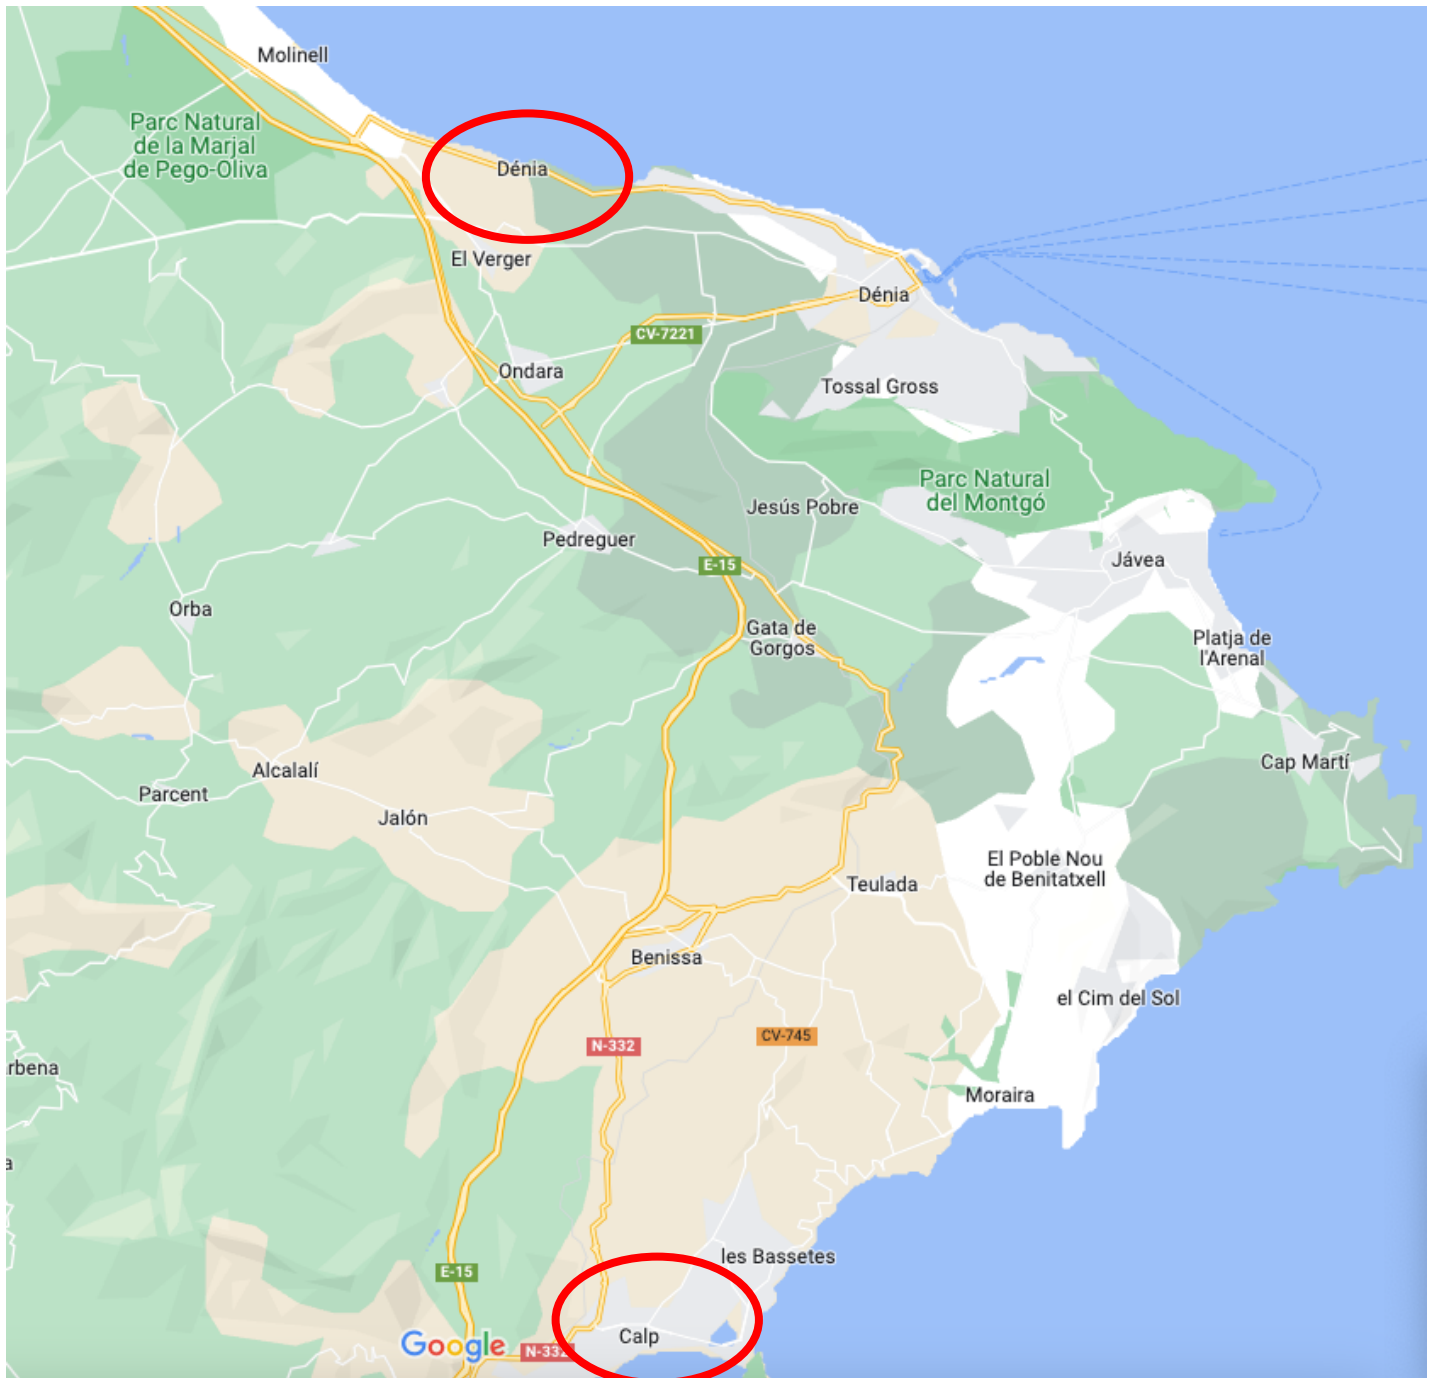 Molinell
Parc Natural
de la Marjal
de Pego-Oliva
Dénia
El Verger
Dénia
CV-7221
Ondara
Tossal Gross
Parc Natural
del Montgó
Jesús Pobre
Pedreguer
Jávea
E-15
Orba
Gata de
Gorgos
Platja de
l'Arenal
Cap Martí
Alcalalí
Parcent
Jalón
El Poble Nou
de Benitatxell
Teulada
Benissa
el Cim del Sol
CV-745
N-332
rbena
Moraira
a
les Bassetes
E-15
Calp
Google
N-332